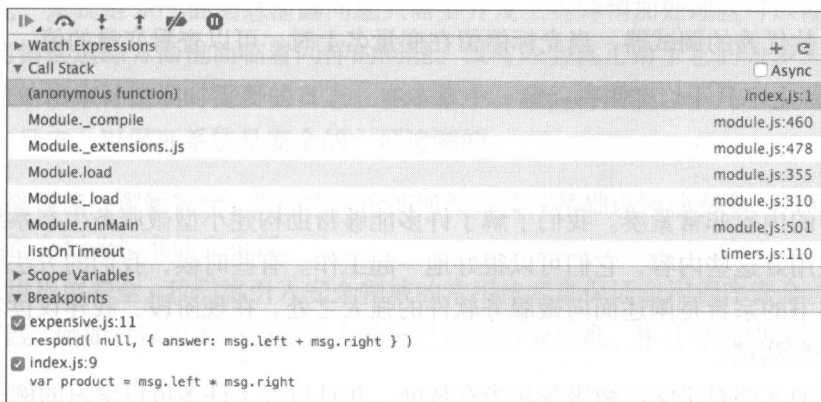 Watch Expressions
Call Stack
Async
(anonymous function) index.js:1
Module._compile module.js:460
Module._extensions..js module.js:478
Module.load module.js:355
Module._load module.js:310
Module.runMain module.js:501
listOnTimeout timers.js:110
Scope Variables
Breakpoints
expensive.js:11
respond( null, { answer: msg.left + msg.right } )
index.js:9
var product = msg.left * msg.right